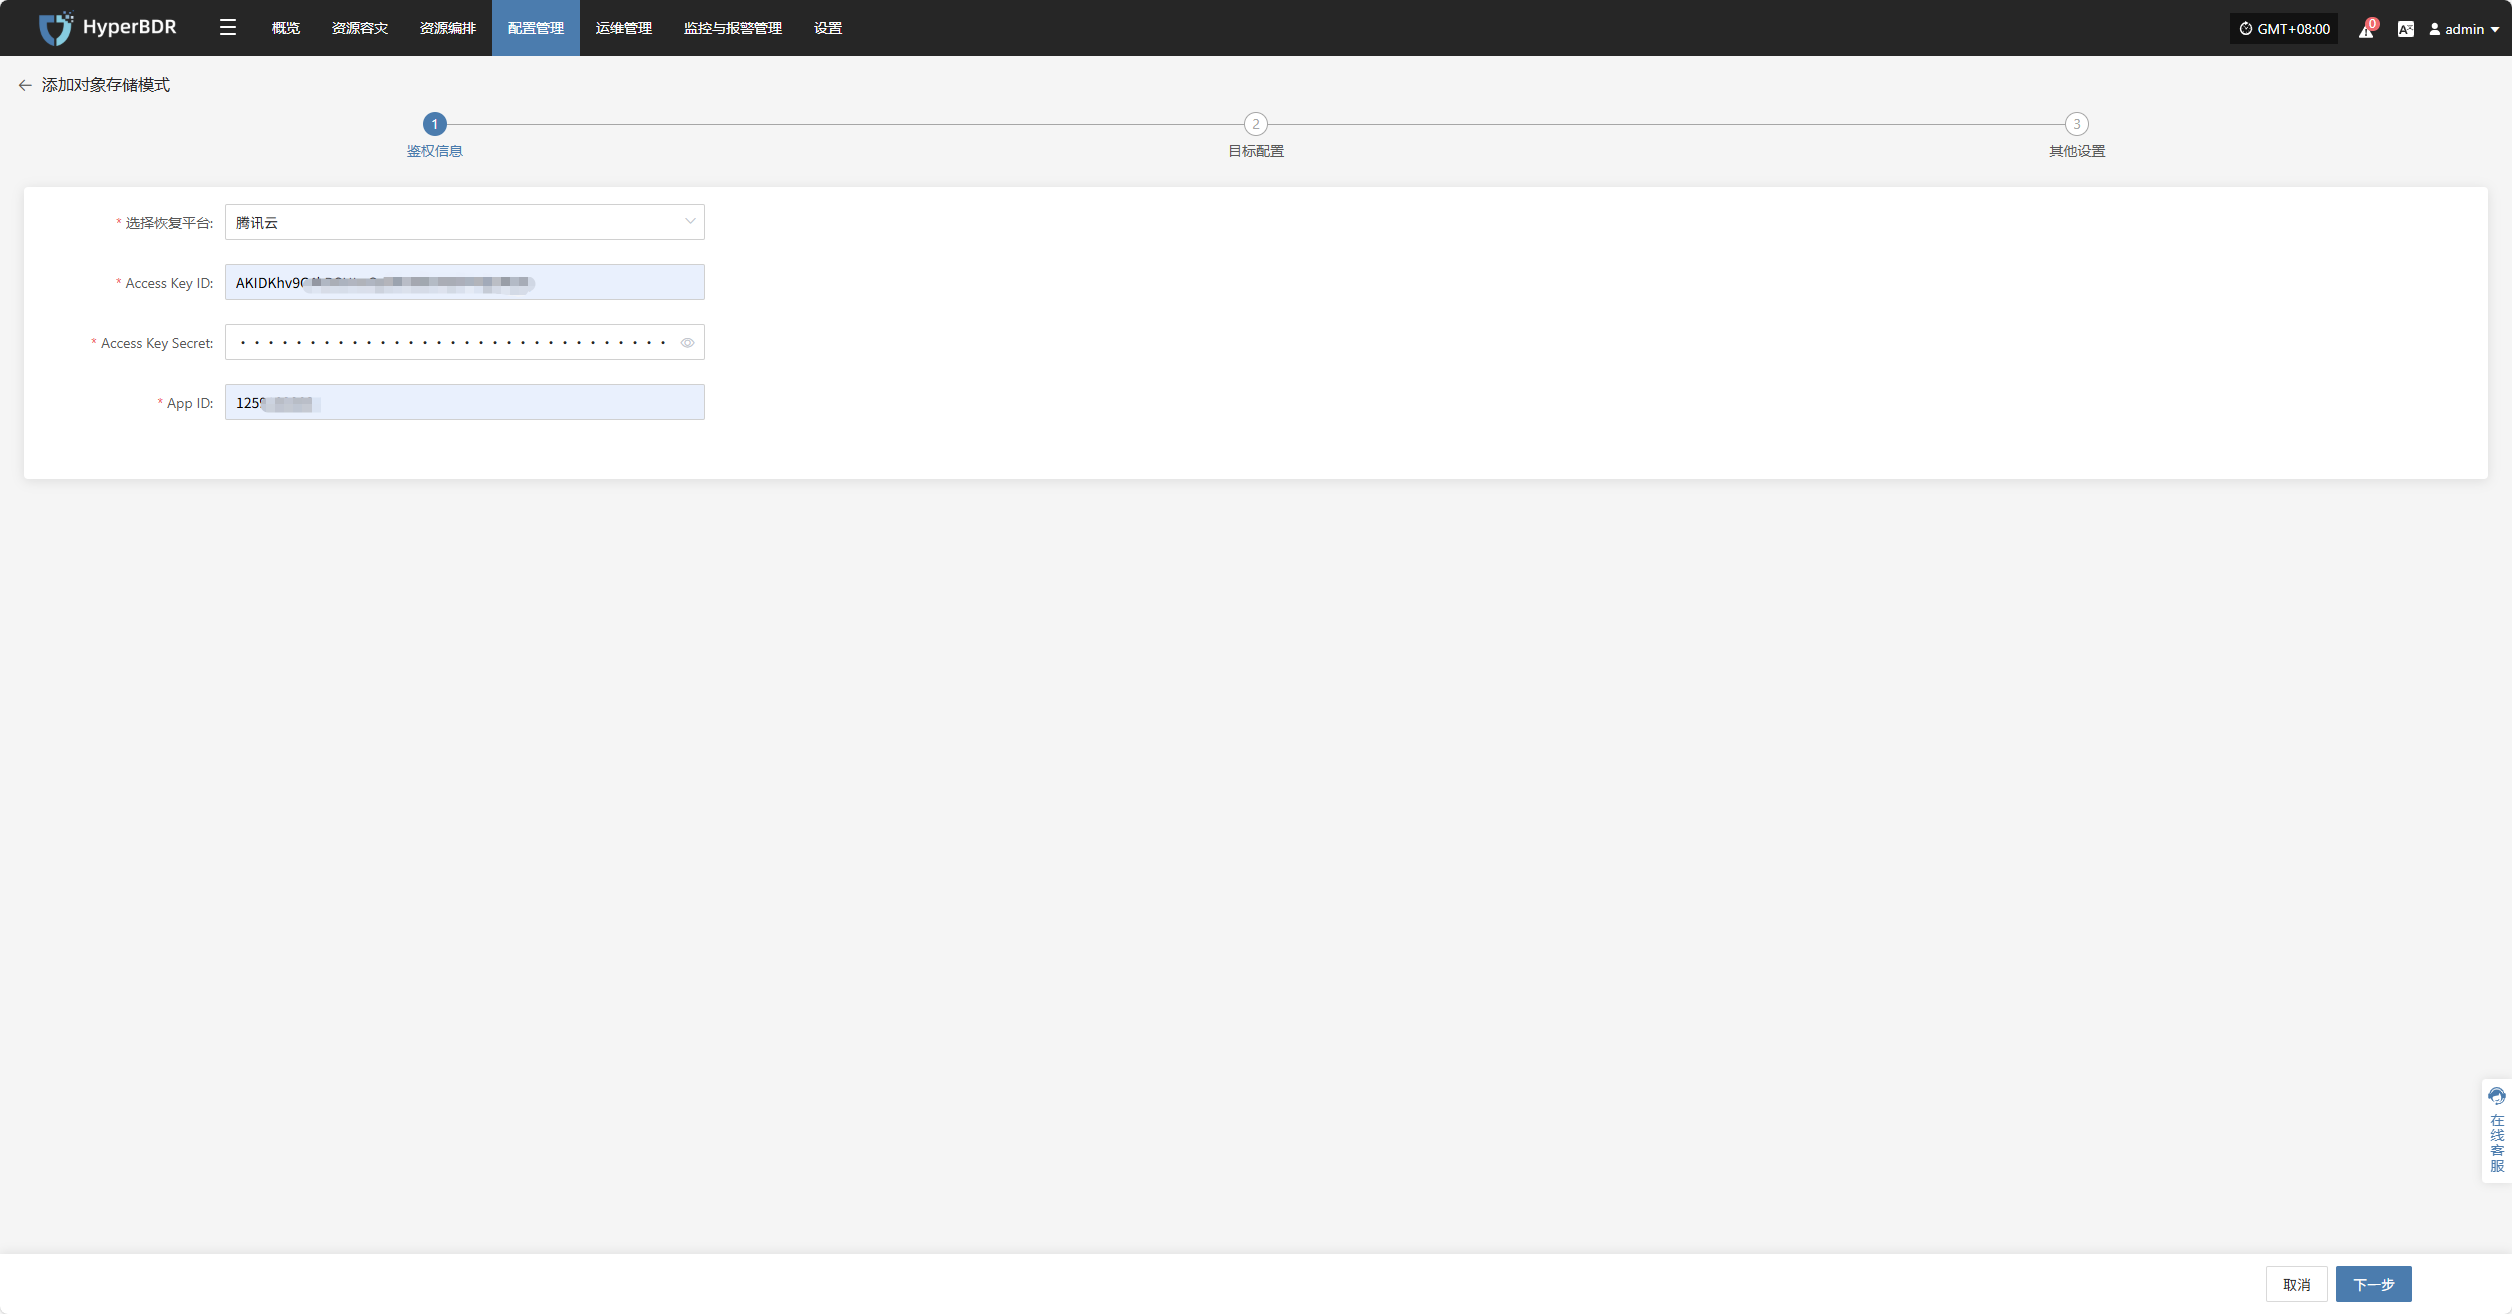 HyperBDR 概览 资源容灾 资源编排 配置管理 运维管理 监控与报警管理 设置 GMT+08:00 0 admin
添加对象存储模式
1 2 3
鉴权信息 目标配置 其他设置
* 选择恢复平台: 腾讯云
* Access Key ID: AKIDKhv9
* Access Key Secret:
* App ID: 125
在线客服
取消 下一步